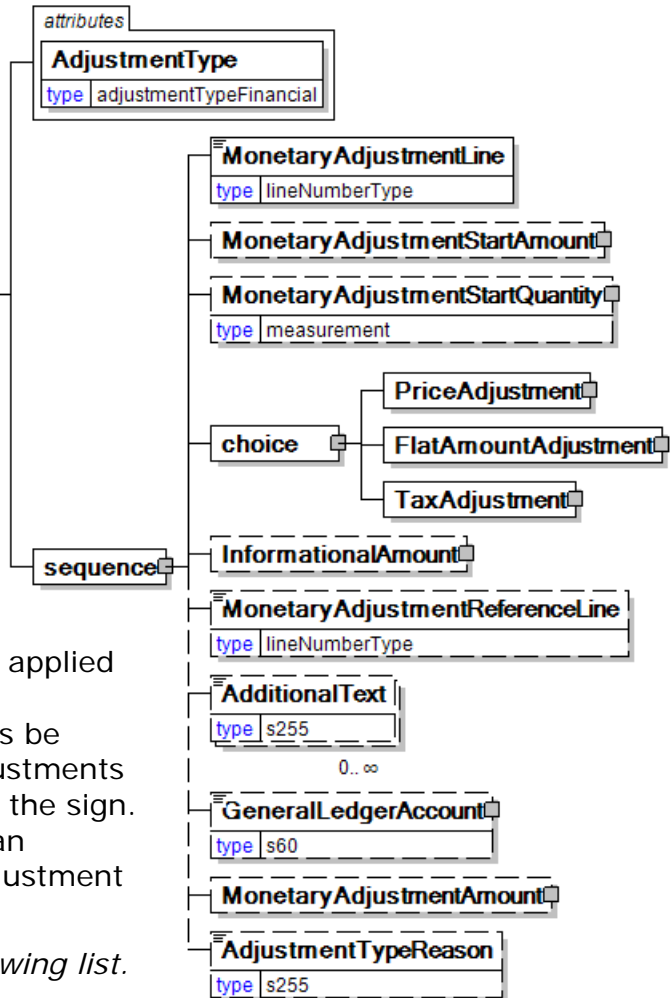 attributes
AdjustmentType
type adjustmentTypeFinancial
MonetaryAdjustmentLine
type lineNumberType
MonetaryAdjustmentStartAmount
MonetaryAdjustmentStartQuantity
type measurement
choice
PriceAdjustment
FlatAmountAdjustment
TaxAdjustment
sequence
InformationalAmount
MonetaryAdjustmentReferenceLine
type lineNumberType
AdditionalText
type s255
0..∞
GeneralLedgerAccount
type s60
MonetaryAdjustmentAmount
AdjustmentTypeReason
type s255
applied
s be
ustments
the sign.
an
justment
wing list.